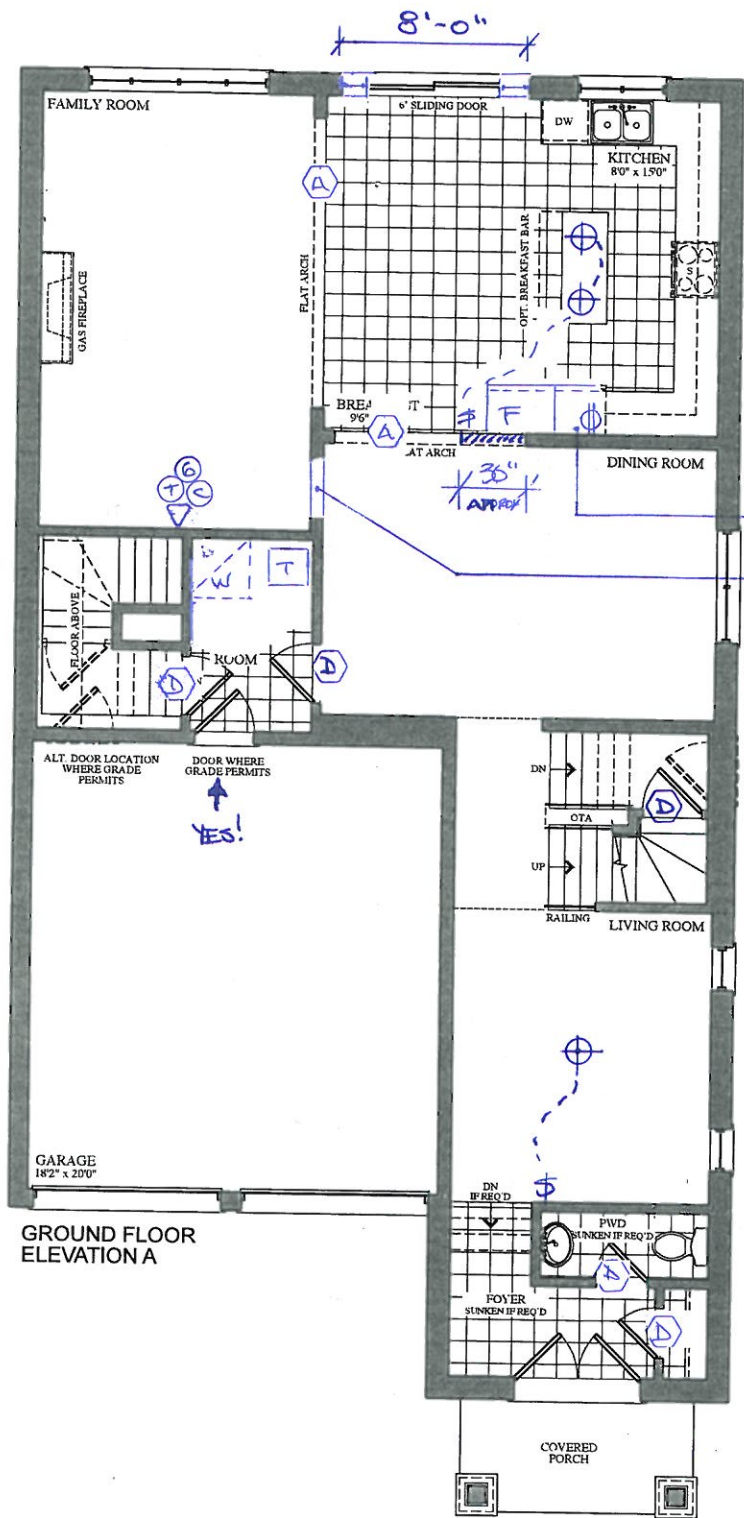 8'-0"
FAMILY ROOM
6' SLIDING DOOR
DW
KITCHEN
8'0" x 15'0"
A
OPT. BREAKFAST BAR
S
FLAT ARCH
GAS FIREPLACE
BREA ST
9'6"
$
F
A
AT ARCH
DINING ROOM
36"
APPROX
6
T C
W
T
FLOOR ABOVE
ROOM
D
D
ALT. DOOR LOCATION
WHERE GRADE
PERMITS
DOOR WHERE
GRADE PERMITS
YES!
DN
D
OTA
UP
RAILING
LIVING ROOM
GARAGE
18'2" x 20'0"
DN
IF REQ'D
$
PWD
SUNKEN IF REQ'D
A
FOYER
SUNKEN IF REQ'D
D
GROUND FLOOR
ELEVATION A
COVERED
PORCH